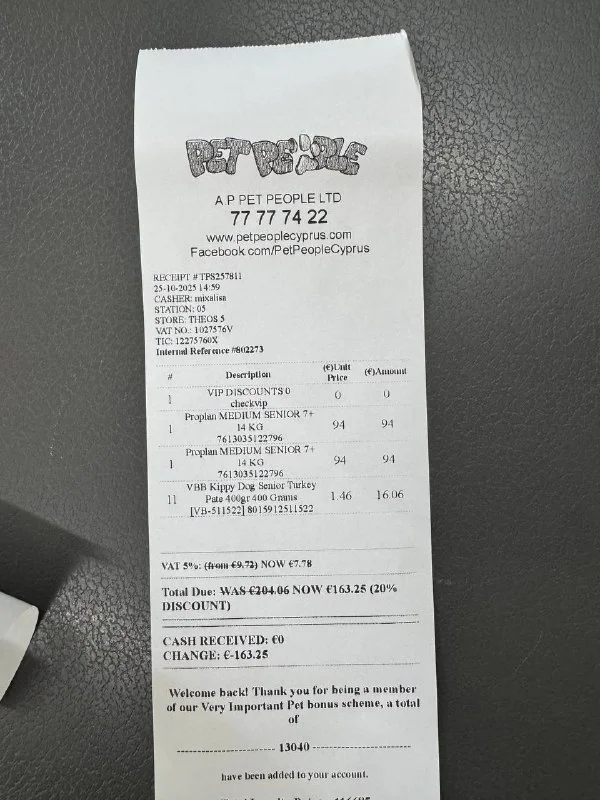 PET PEOPLE
A P PET PEOPLE LTD
77 77 74 22
www.petpeoplecyprus.com
Facebook.com/PetPeopleCyprus
RECEIPT # TPS257811
25-10-2025 14:59
CASHER: mixalisa
STATION: 05
STORE: THEOS 5
VAT NO.: 1027576V
TIC: 12275760X
Internal Reference #802273
# Description (€)Unit Price (€)Amount
1 VIP DISCOUNTS 0 0 0
checkvip
Proplan MEDIUM SENIOR 7+
1 14 KG 94 94
7613035122796
Proplan MEDIUM SENIOR 7+
1 14 KG 94 94
7613035122796
VBB Kippy Dog Senior Turkey
11 Pate 400gr 400 Grams 1.46 16.06
[VB-511522] 8015912511522
VAT 5%: (from €9.72) NOW €7.78
Total Due: WAS €204.06 NOW €163.25 (20%
DISCOUNT)
CASH RECEIVED: €0
CHANGE: €-163.25
Welcome back! Thank you for being a member
of our Very Important Pet bonus scheme, a total
of
---------------------- 13040 ----------------------
have been added to your account.